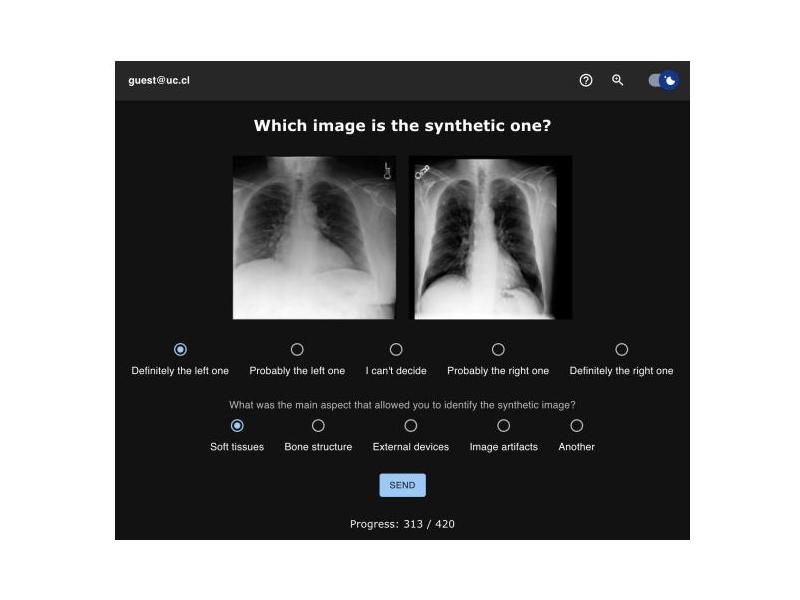 guest@uc.cl
Which image is the synthetic one?
Definitely the left one Probably the left one I can't decide Probably the right one Definitely the right one
What was the main aspect that allowed you to identify the synthetic image?
Soft tissues Bone structure External devices Image artifacts Another
SEND
Progress: 313 / 420